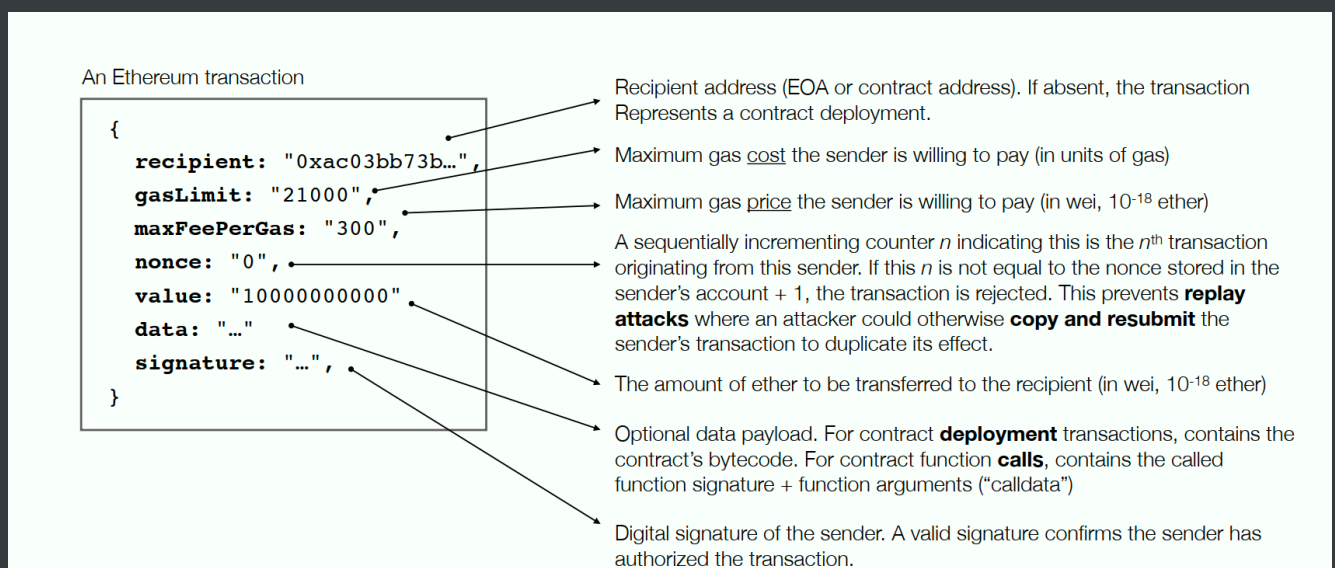 An Ethereum transaction
{
recipient: "0xac03bb73b…",
gasLimit: "21000",
maxFeePerGas: "300",
nonce: "0",
value: "10000000000"
data: "…"
signature: "…",
}
Recipient address (EOA or contract address). If absent, the transaction
Represents a contract deployment.
Maximum gas cost the sender is willing to pay (in units of gas)
Maximum gas price the sender is willing to pay (in wei, 10-18 ether)
A sequentially incrementing counter n indicating this is the nth transaction
originating from this sender. If this n is not equal to the nonce stored in the
sender's account + 1, the transaction is rejected. This prevents replay
attacks where an attacker could otherwise copy and resubmit the
sender's transaction to duplicate its effect.
The amount of ether to be transferred to the recipient (in wei, 10-18 ether)
Optional data payload. For contract deployment transactions, contains the
contract's bytecode. For contract function calls, contains the called
function signature + function arguments ("calldata")
Digital signature of the sender. A valid signature confirms the sender has
authorized the transaction.